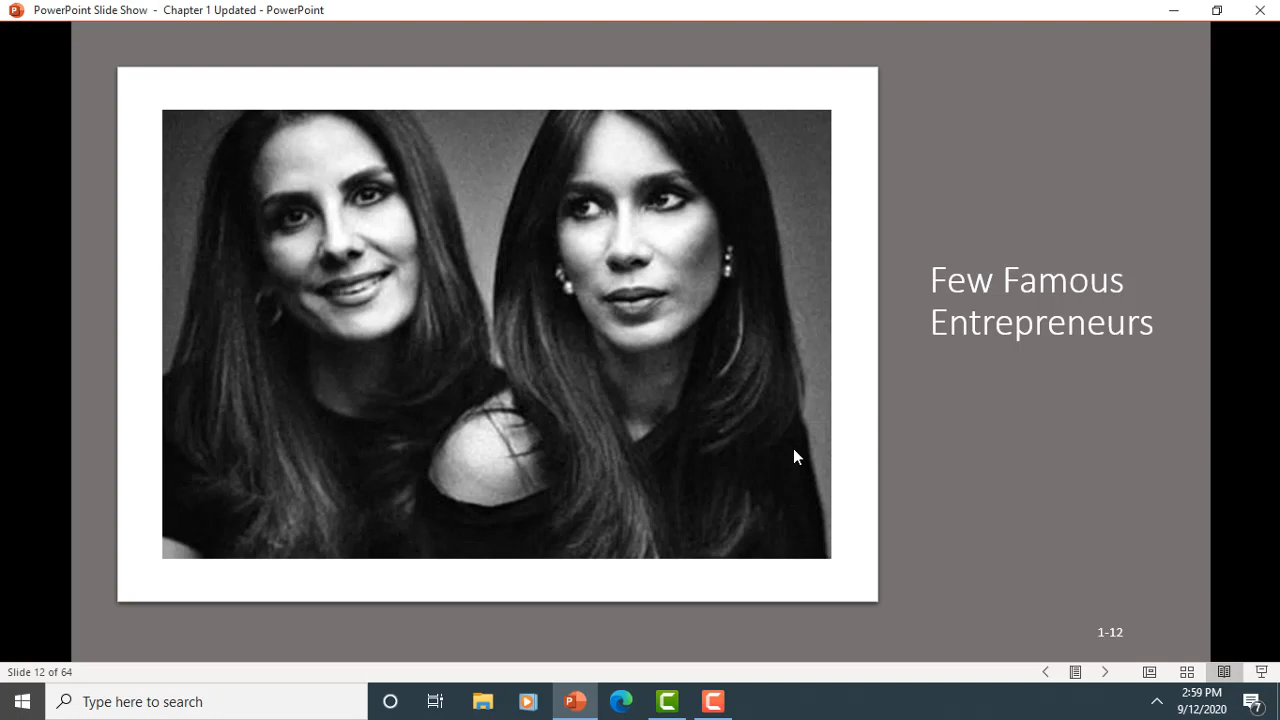 PowerPoint Slide Show - Chapter 1 Updated - PowerPoint
Few Famous
Entrepreneurs
1-12
Slide 12 of 64
Type here to search
2:59 PM
9/12/2020
7